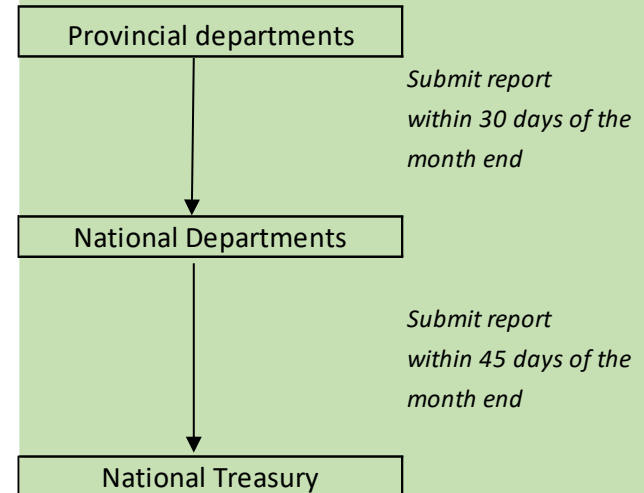 Provincial departments
Submit report
within 30 days of the
month end
National Departments
Submit report
within 45 days of the
month end
National Treasury